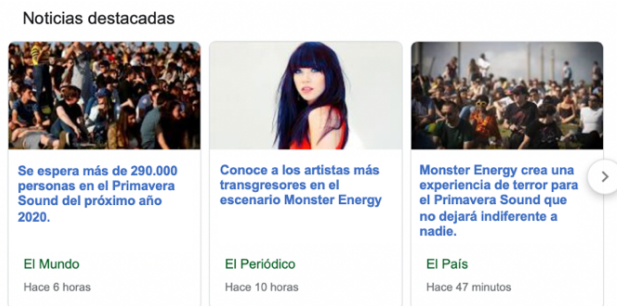 Noticias destacadas
Se espera más de 290.000
personas en el Primavera
Sound del próximo año
2020.
El Mundo
Hace 6 horas
Conoce a los artistas más
transgresores en el
escenario Monster Energy
El Periódico
Hace 10 horas
Monster Energy crea una
experiencia de terror para
el Primavera Sound que
no dejará indiferente a
nadie.
El País
Hace 47 minutos